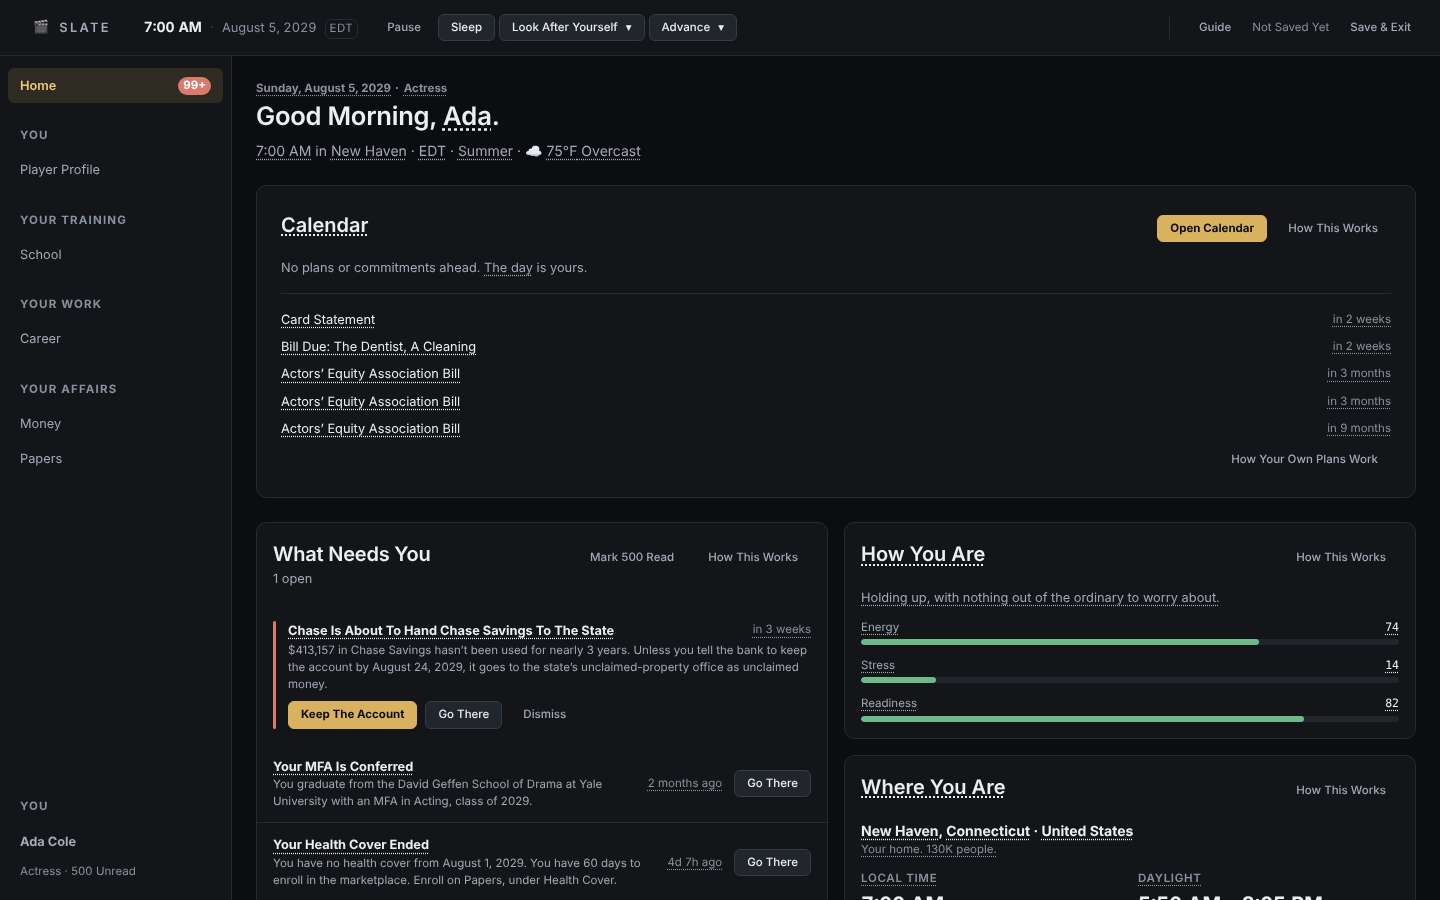 SLATE
7:00 AM · August 5, 2029 EDT
Pause
Sleep
Look After Yourself ▾
Advance ▾
Guide
Not Saved Yet
Save & Exit
Home
99+
YOU
Player Profile
YOUR TRAINING
School
YOUR WORK
Career
YOUR AFFAIRS
Money
Papers
YOU
Ada Cole
Actress · 500 Unread
Sunday, August 5, 2029 · Actress
Good Morning, Ada.
7:00 AM in New Haven · EDT · Summer · 75°F Overcast
Calendar
Open Calendar
How This Works
No plans or commitments ahead. The day is yours.
Card Statement in 2 weeks
Bill Due: The Dentist, A Cleaning in 2 weeks
Actors’ Equity Association Bill in 3 months
Actors’ Equity Association Bill in 3 months
Actors’ Equity Association Bill in 9 months
How Your Own Plans Work
What Needs You
Mark 500 Read
How This Works
1 open
Chase Is About To Hand Chase Savings To The State in 3 weeks
$413,157 in Chase Savings hasn’t been used for nearly 3 years. Unless you tell the bank to keep
the account by August 24, 2029, it goes to the state’s unclaimed-property office as unclaimed
money.
Keep The Account
Go There
Dismiss
Your MFA Is Conferred
You graduate from the David Geffen School of Drama at Yale
University with an MFA in Acting, class of 2029.
2 months ago
Go There
Your Health Cover Ended
You have no health cover from August 1, 2029. You have 60 days to
enroll in the marketplace. Enroll on Papers, under Health Cover.
4d 7h ago
Go There
How You Are
How This Works
Holding up, with nothing out of the ordinary to worry about.
Energy 74
Stress 14
Readiness 82
Where You Are
How This Works
New Haven, Connecticut · United States
Your home. 130K people.
LOCAL TIME
DAYLIGHT
7:00 AM